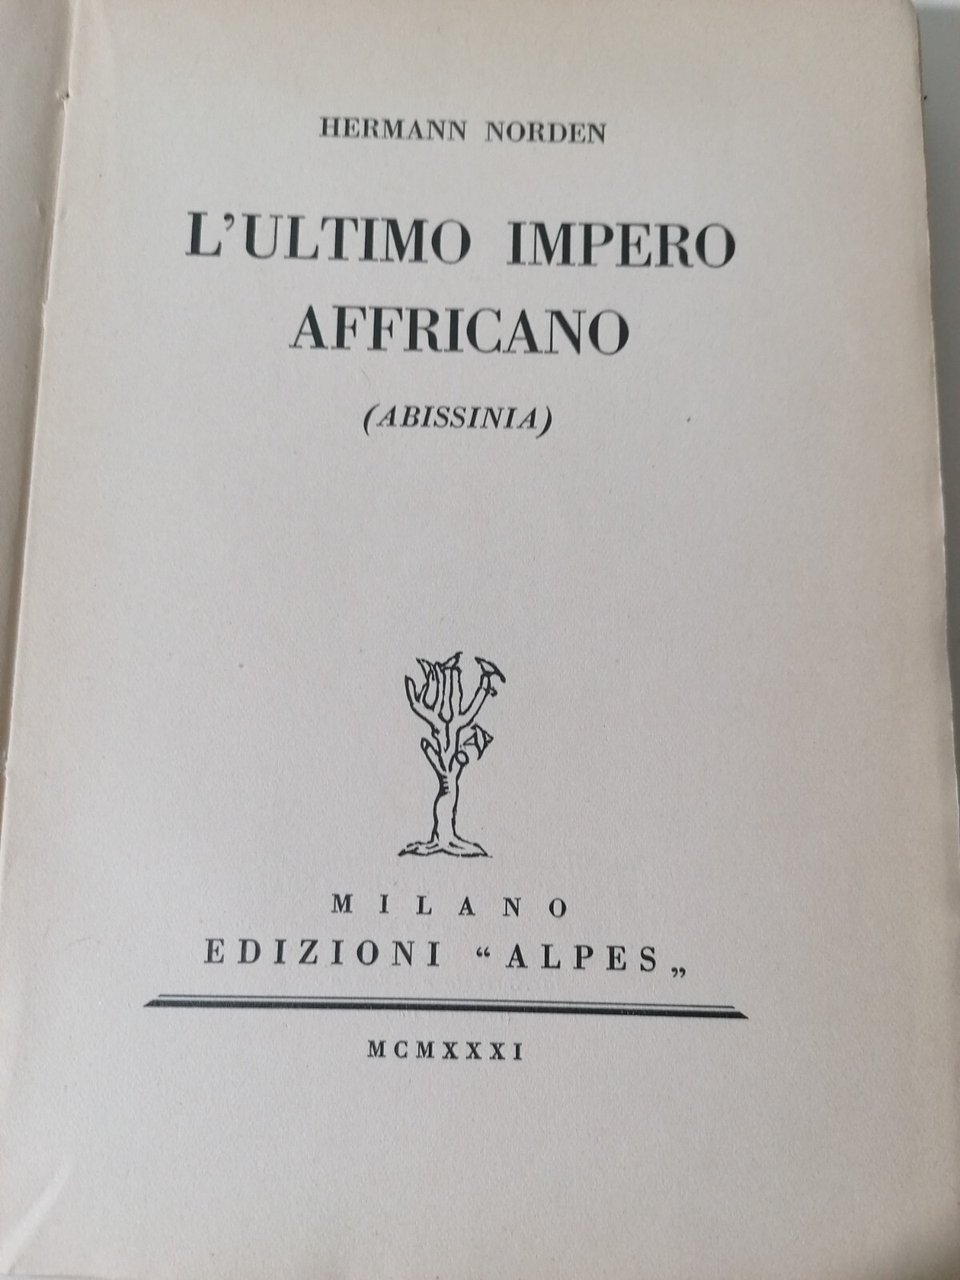 HERMANN NORDEN
L'ULTIMO IMPERO
AFFRICANO
(ABISSINIA)
MILANO
EDIZIONI “ALPES„
MCMXXXI